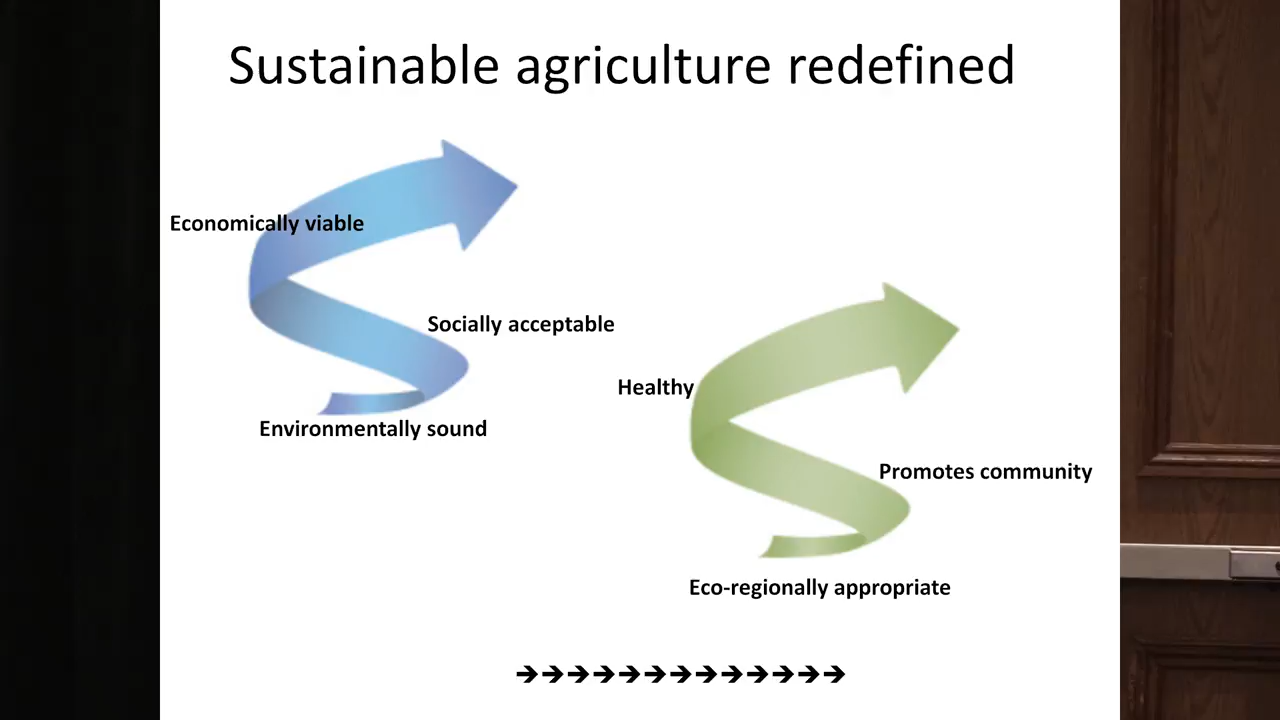 Sustainable agriculture redefined
Economically viable
Socially acceptable
Environmentally sound
Healthy
Promotes community
Eco-regionally appropriate
➔➔➔➔➔➔➔➔➔➔➔➔➔